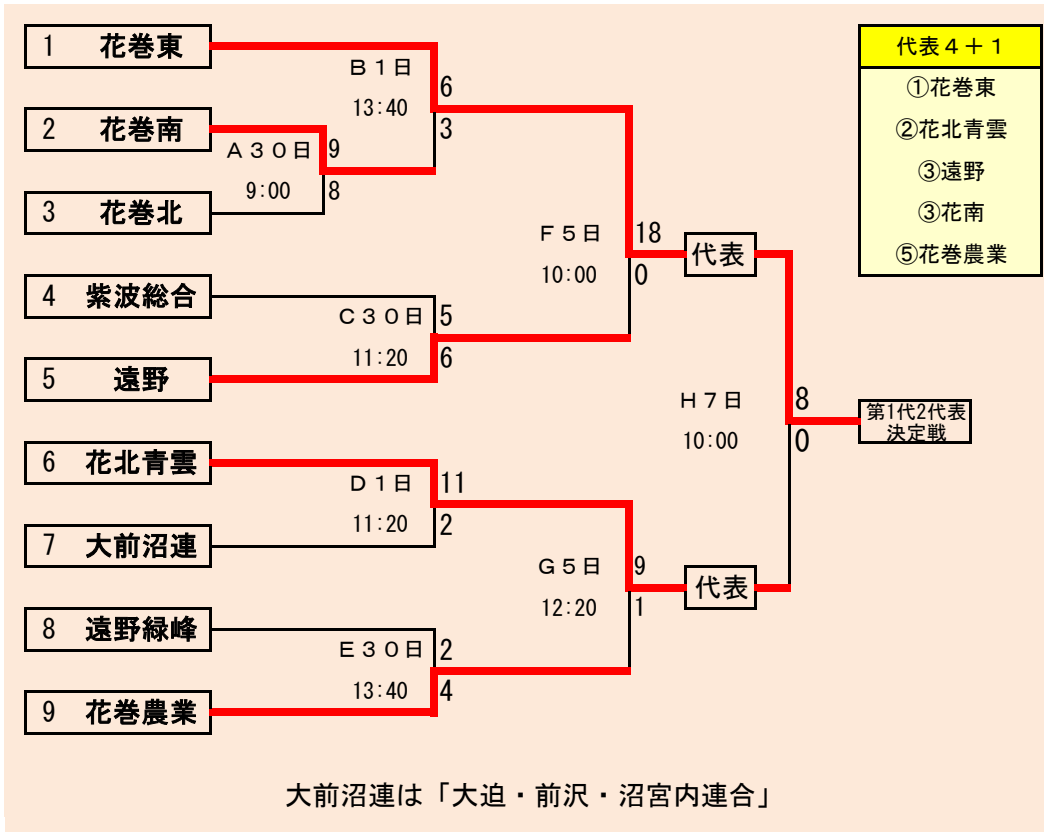 1 花巻東
2 花巻南
3 花巻北
4 紫波総合
5 遠野
6 花北青雲
7 大前沼連
8 遠野緑峰
9 花巻農業
A30日
9:00
9
8
B1日
13:40
6
3
C30日
11:20
5
6
D1日
11:20
11
2
E30日
13:40
2
4
F5日
10:00
18
0
G5日
12:20
9
1
代表
代表
H7日
10:00
8
0
第1代2代表
決定戦
代表4+1
①花巻東
②花北青雲
③遠野
③花南
⑤花巻農業
大前沼連は「大迫・前沢・沼宮内連合」